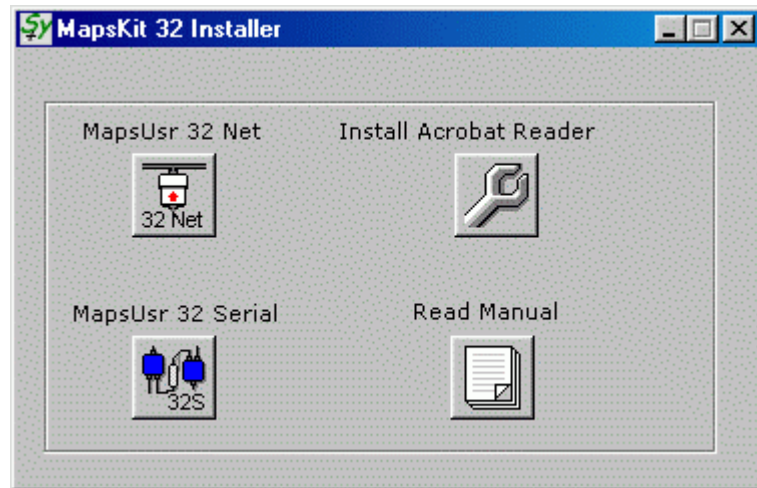 Sy MapsKit 32 Installer
MapsUsr 32 Net
Install Acrobat Reader
32 Net
MapsUsr 32 Serial
Read Manual
32S